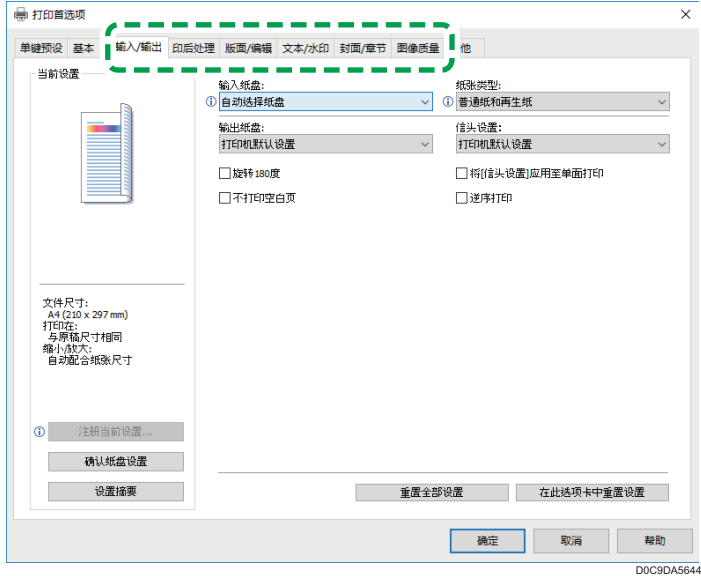 打印首选项
单键预设 基本 输入/输出 印后处理 版面/编辑 文本/水印 封面/章节 图像质量 他
当前设置
输入纸盘:
自动选择纸盘
纸张类型:
普通纸和再生纸
输出纸盘:
打印机默认设置
信头设置:
打印机默认设置
旋转180度
将[信头设置]应用至单面打印
不打印空白页
逆序打印
文件尺寸:
A4 (210 x 297 mm)
打印在:
与原稿尺寸相同
缩小/放大:
自动配合纸张尺寸
注册当前设置...
确认纸盘设置
设置摘要
重置全部设置
在此选项卡中重置设置
确定
取消
帮助
D0C9DA5644